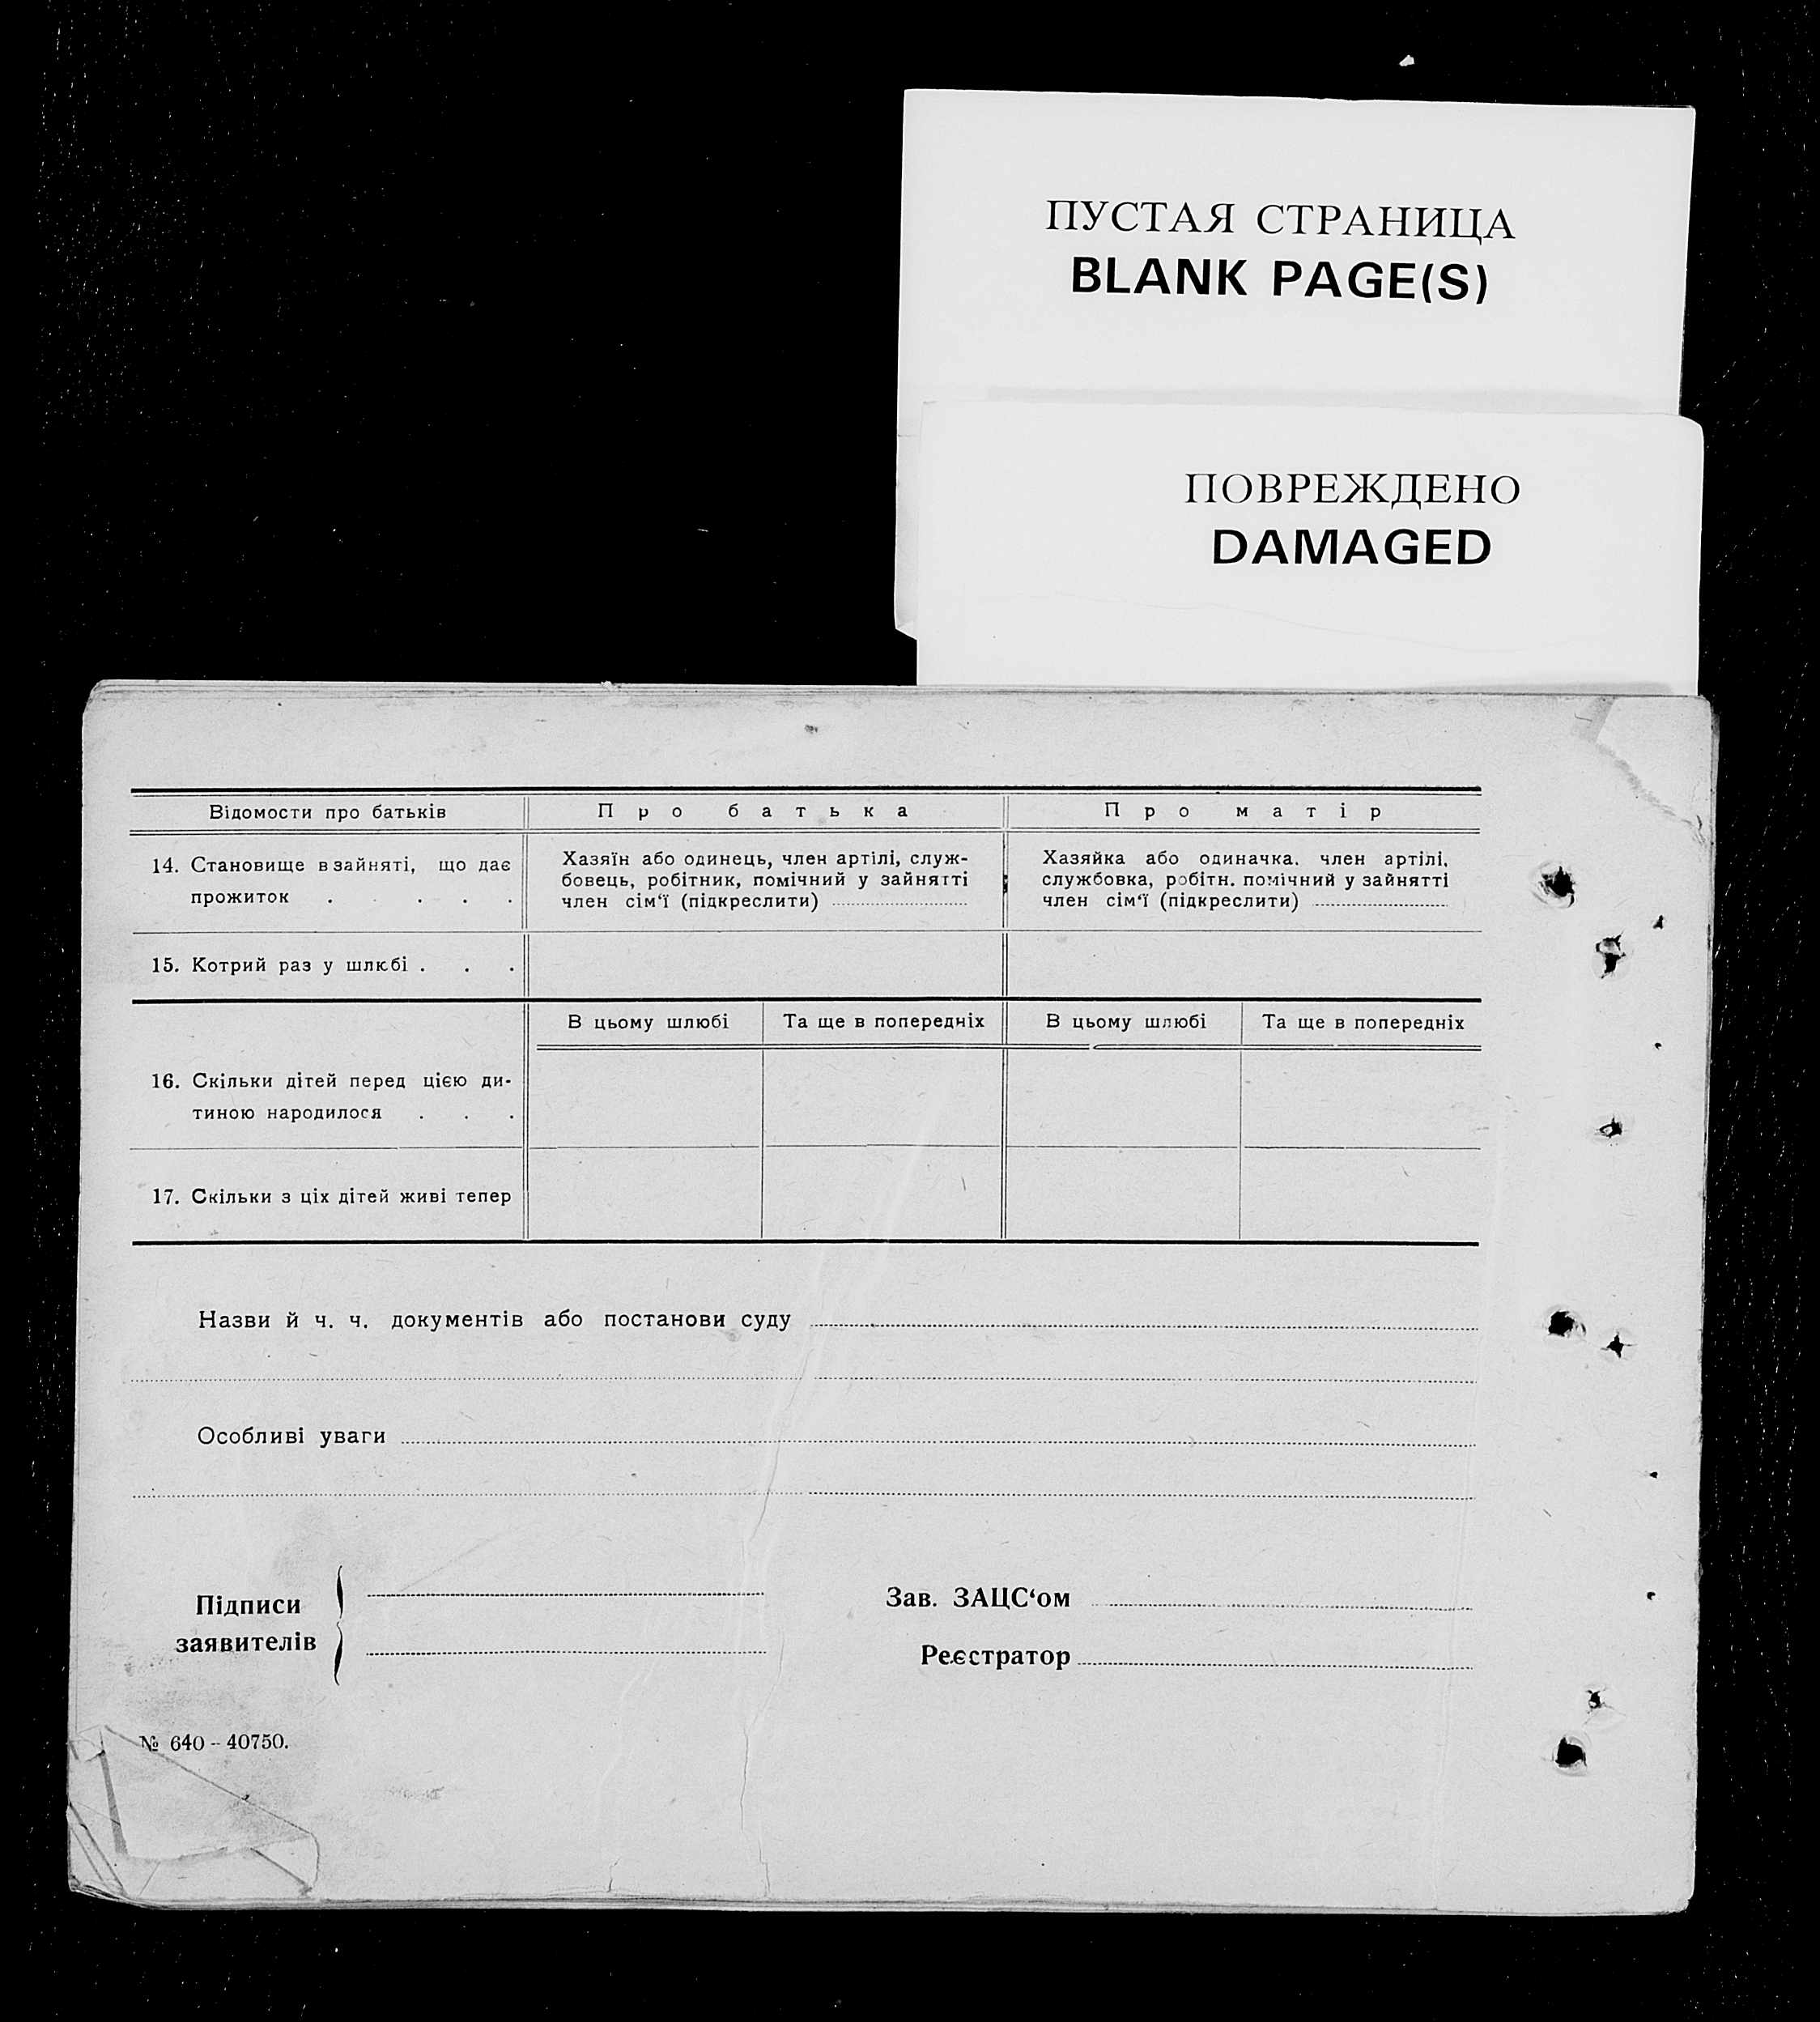 ПУСТАЯ СТРАНИЦА
BLANK PAGE(S)
ПОВРЕЖДЕНО
DAMAGED
Відомости про батьків
Про батька
Про матір
14. Становище в зайняті, що дає
прожиток . . . . .
Хазяїн або одинець, член артілі, служ-
бовець, робітник, помічний у зайнятті
член сім‘ї (підкреслити)
Хазяйка або одиначка. член артілі,
службовка, робітн. помічний у зайнятті
член сім‘ї (підкреслити)
15. Котрий раз у шлюбі . . .
В цьому шлюбі
Та ще в попередніх
В цьому шлюбі
Та ще в попередніх
16. Скільки дітей перед цією ди-
тиною народилося . . .
17. Скільки з ціх дітей живі тепер
Назви й ч. ч. документів або постанови суду
Особливі уваги
Підписи
заявителів
Зав. ЗАЦС‘ом
Реєстратор
№ 640 - 40750.